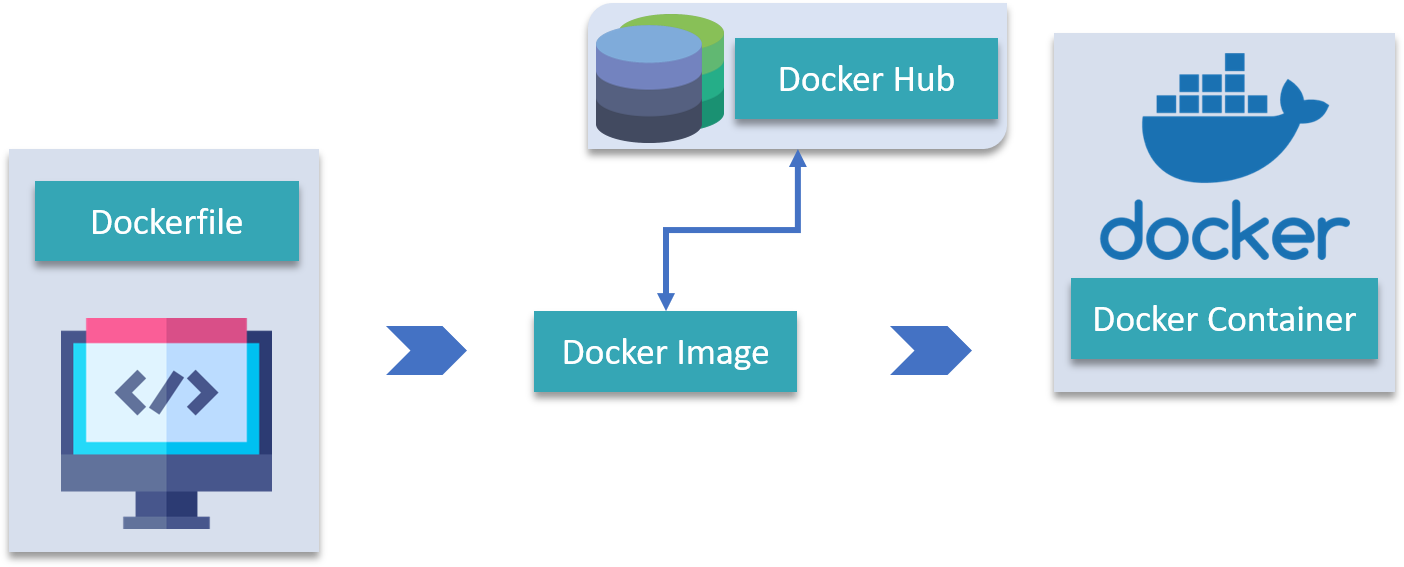 Docker Hub
Dockerfile
</>
docker
Docker Image
Docker Container